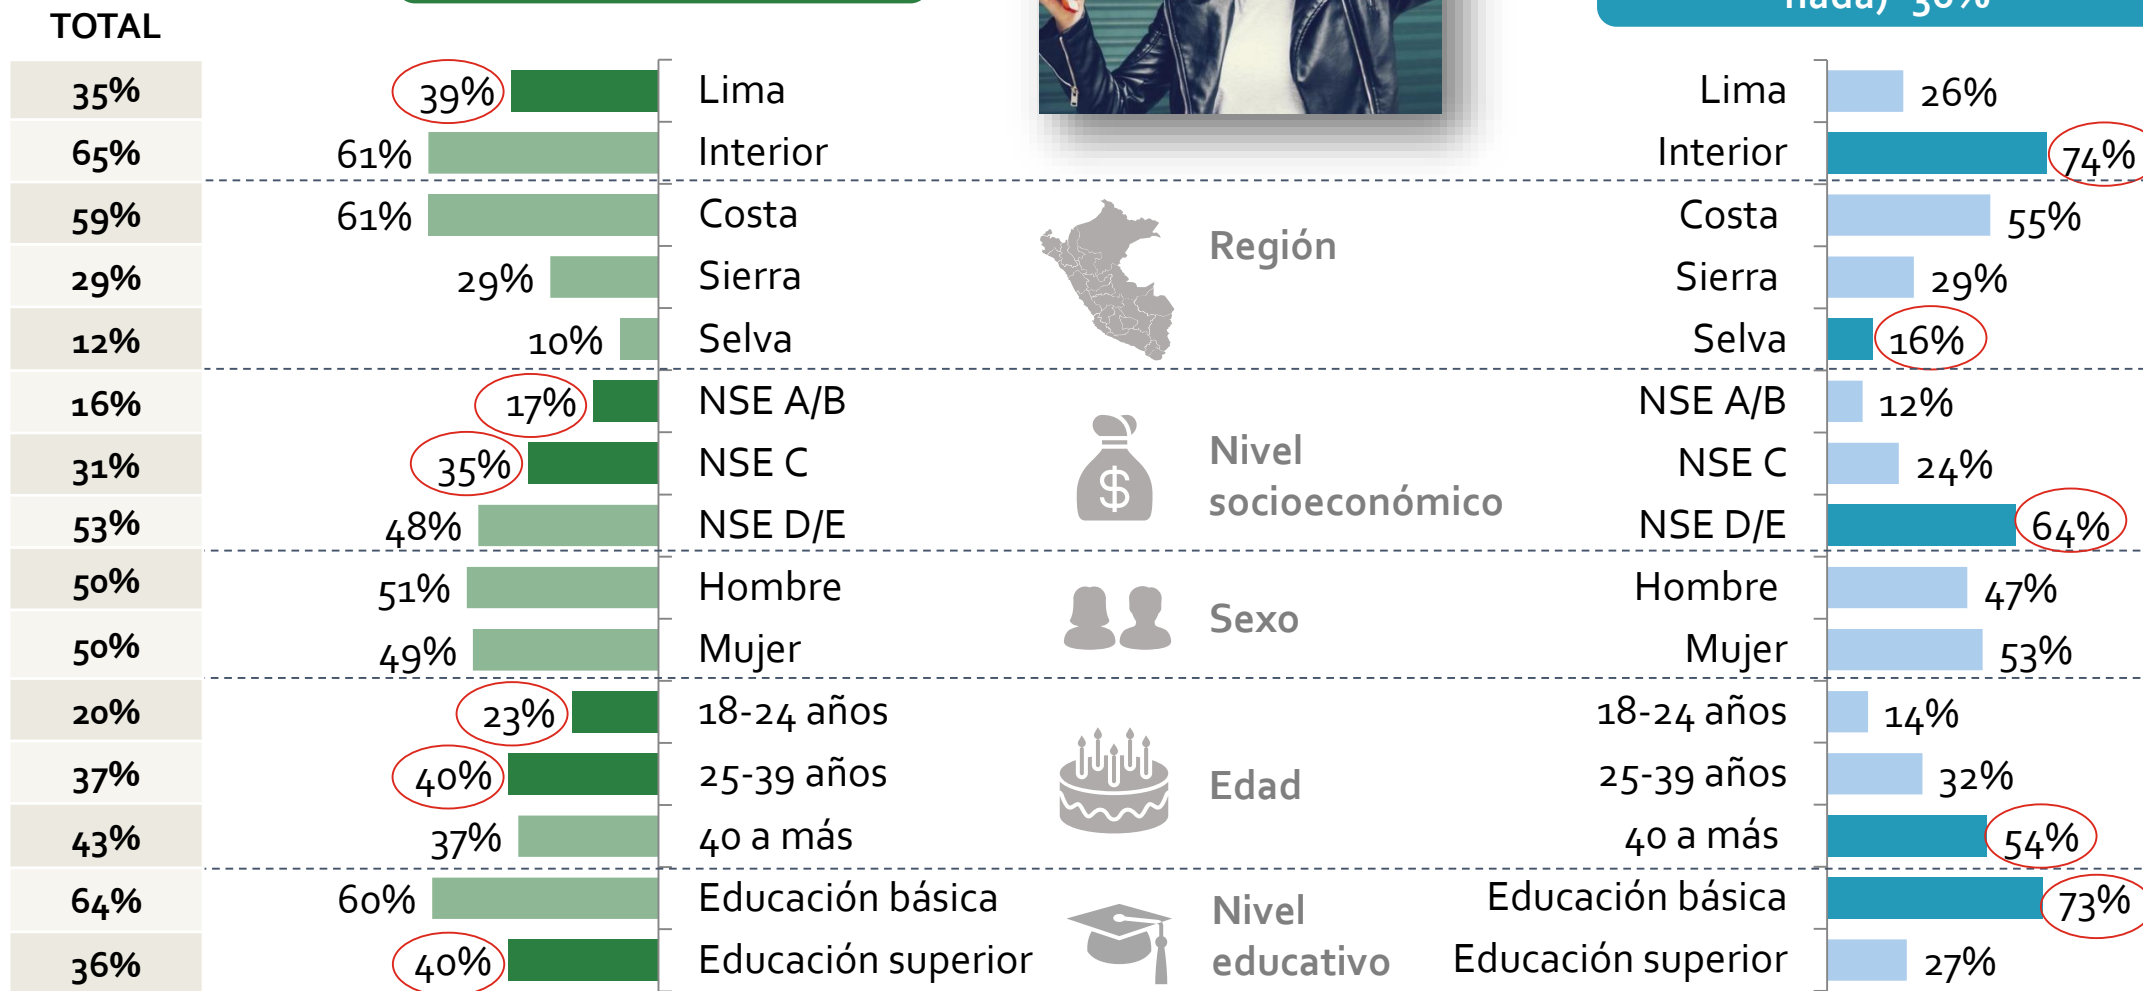 nada) 30%
TOTAL
35% 39% Lima Lima 26%
65% 61% Interior Interior 74%
59% 61% Costa Región Costa 55%
29% 29% Sierra Sierra 29%
12% 10% Selva Selva 16%
16% 17% NSE A/B NSE A/B 12%
31% 35% NSE C Nivel NSE C 24%
socioeconómico
53% 48% NSE D/E NSE D/E 64%
50% 51% Hombre Sexo Hombre 47%
50% 49% Mujer Mujer 53%
20% 23% 18-24 años 18-24 años 14%
37% 40% 25-39 años Edad 25-39 años 32%
43% 37% 40 a más 40 a más 54%
64% 60% Educación básica Nivel Educación básica 73%
educativo
36% 40% Educación superior Educación superior 27%